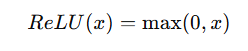 ReLU(x) = max(0, x)